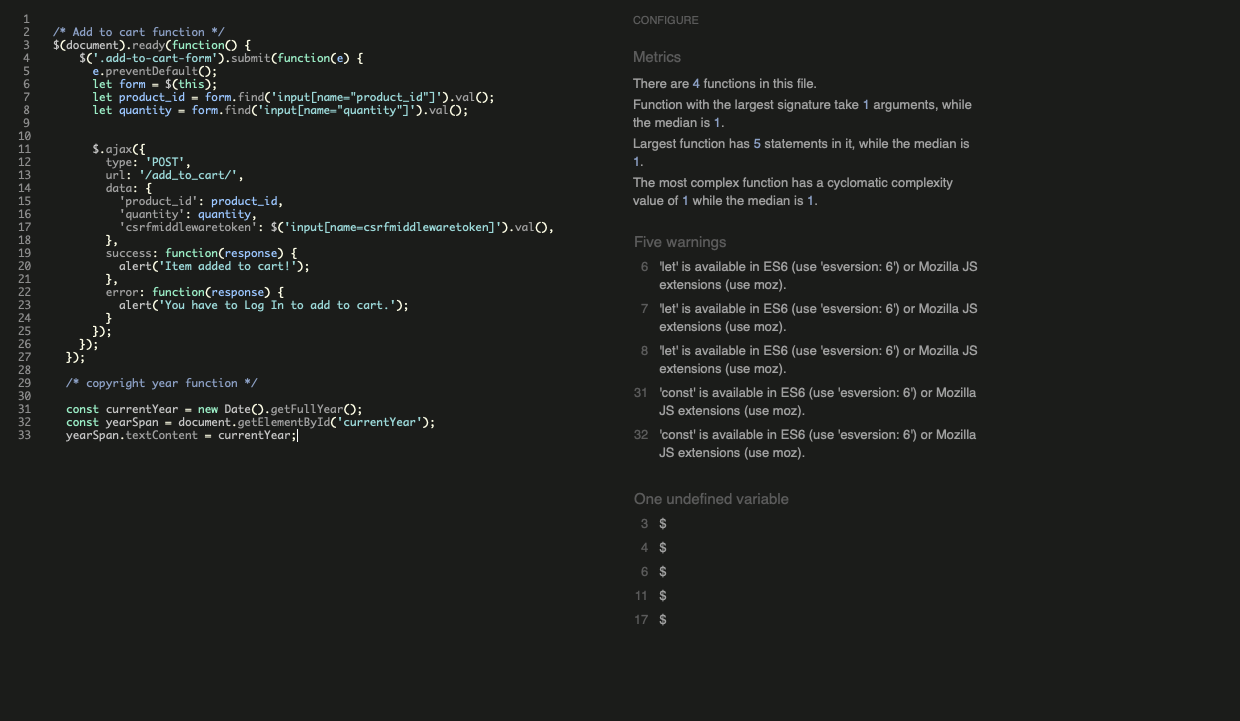 1
2 /* Add to cart function */
3 $(document).ready(function() {
4 $('.add-to-cart-form').submit(function(e) {
5 e.preventDefault();
6 let form = $(this);
7 let product_id = form.find('input[name="product_id"]').val();
8 let quantity = form.find('input[name="quantity"]').val();
9
10
11 $.ajax({
12 type: 'POST',
13 url: '/add_to_cart/',
14 data: {
15 'product_id': product_id,
16 'quantity': quantity,
17 'csrfmiddlewaretoken': $('input[name=csrfmiddlewaretoken]').val(),
18 },
19 success: function(response) {
20 alert('Item added to cart!');
21 },
22 error: function(response) {
23 alert('You have to Log In to add to cart.');
24 }
25 });
26 });
27 });
28
29 /* copyright year function */
30
31 const currentYear = new Date().getFullYear();
32 const yearSpan = document.getElementById('currentYear');
33 yearSpan.textContent = currentYear;
CONFIGURE
Metrics
There are 4 functions in this file.
Function with the largest signature take 1 arguments, while
the median is 1.
Largest function has 5 statements in it, while the median is
1.
The most complex function has a cyclomatic complexity
value of 1 while the median is 1.
Five warnings
6 'let' is available in ES6 (use 'esversion: 6') or Mozilla JS
extensions (use moz).
7 'let' is available in ES6 (use 'esversion: 6') or Mozilla JS
extensions (use moz).
8 'let' is available in ES6 (use 'esversion: 6') or Mozilla JS
extensions (use moz).
31 'const' is available in ES6 (use 'esversion: 6') or Mozilla
JS extensions (use moz).
32 'const' is available in ES6 (use 'esversion: 6') or Mozilla
JS extensions (use moz).
One undefined variable
3 $
4 $
6 $
11 $
17 $